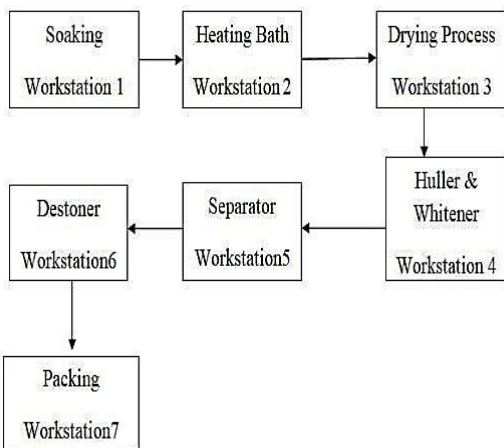 Soaking
Workstation 1
Heating Bath
Workstation 2
Drying Process
Workstation 3
Huller &
Whitener
Workstation 4
Separator
Workstation5
Destoner
Workstation6
Packing
Workstation7